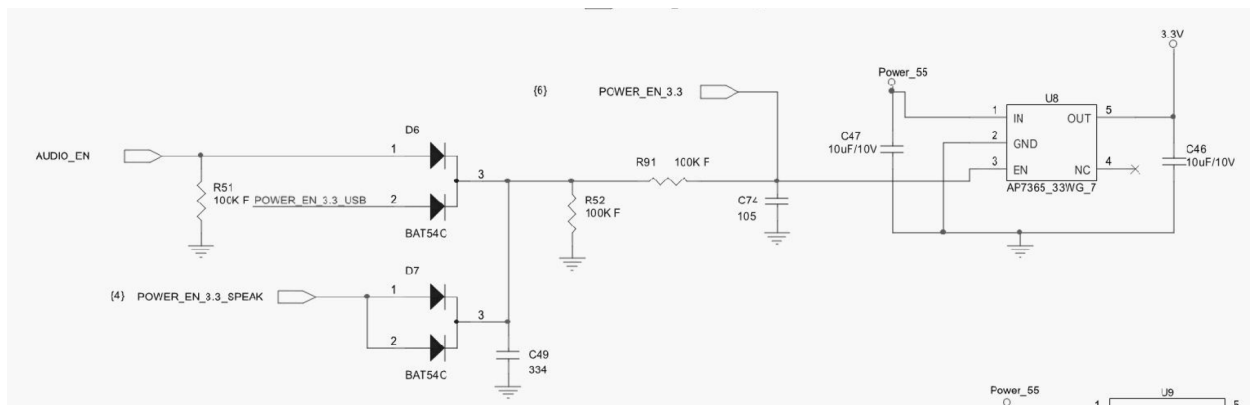 3.3V
Power_55
{6} POWER_EN_3.3
U8
1 IN OUT 5
D6
C47
10uF/10V
2 GND
AUDIO_EN
1
R91 100K F
C46
10uF/10V
3 EN NC 4
3
R51
100K F
POWER_EN_3.3_USB
2
R52
100K F
C74
105
AP7365_33WG_7
BAT54C
D7
{4} POWER_EN_3.3_SPEAK
1
3
2
C49
334
BAT54C
Power_55
1
U9
5